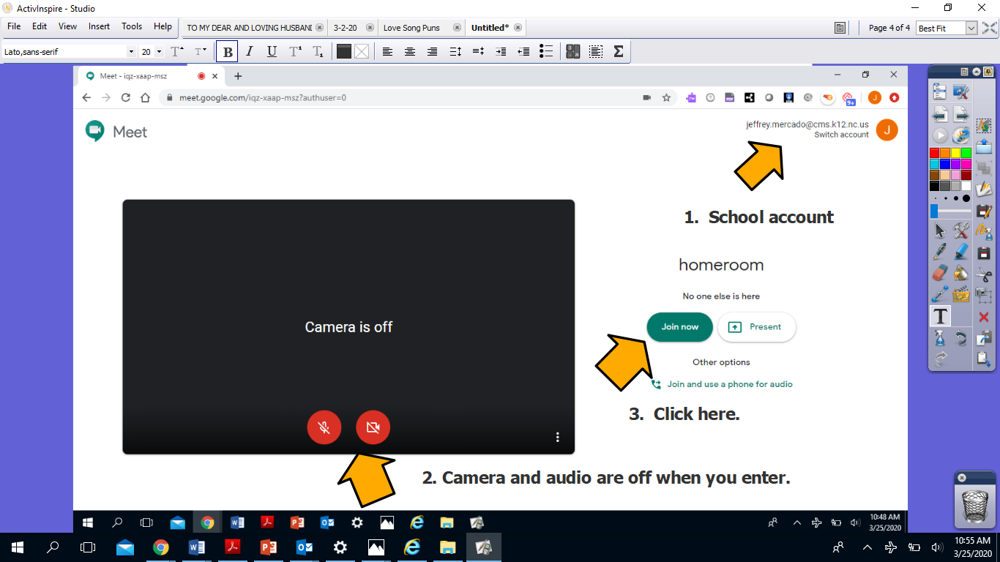 ActivInspire - Studio
File Edit View Insert Tools Help
TO MY DEAR AND LOVING HUSBAND
3-2-20
Love Song Puns
Untitled*
Page 4 of 4
Best Fit
Lato,sans-serif
20
T T B I U T1 T1 Σ
Meet - iqz-xaap-msz
meet.google.com/iqz-xaap-msz?authuser=0
9+
J
Meet
jeffrey.mercado@cms.k12.nc.us
Switch account
J
1. School account
homeroom
No one else is here
Join now
Present
Camera is off
Other options
Join and use a phone for audio
3. Click here.
2. Camera and audio are off when you enter.
T
10:48 AM
3/25/2020
10:55 AM
3/25/2020